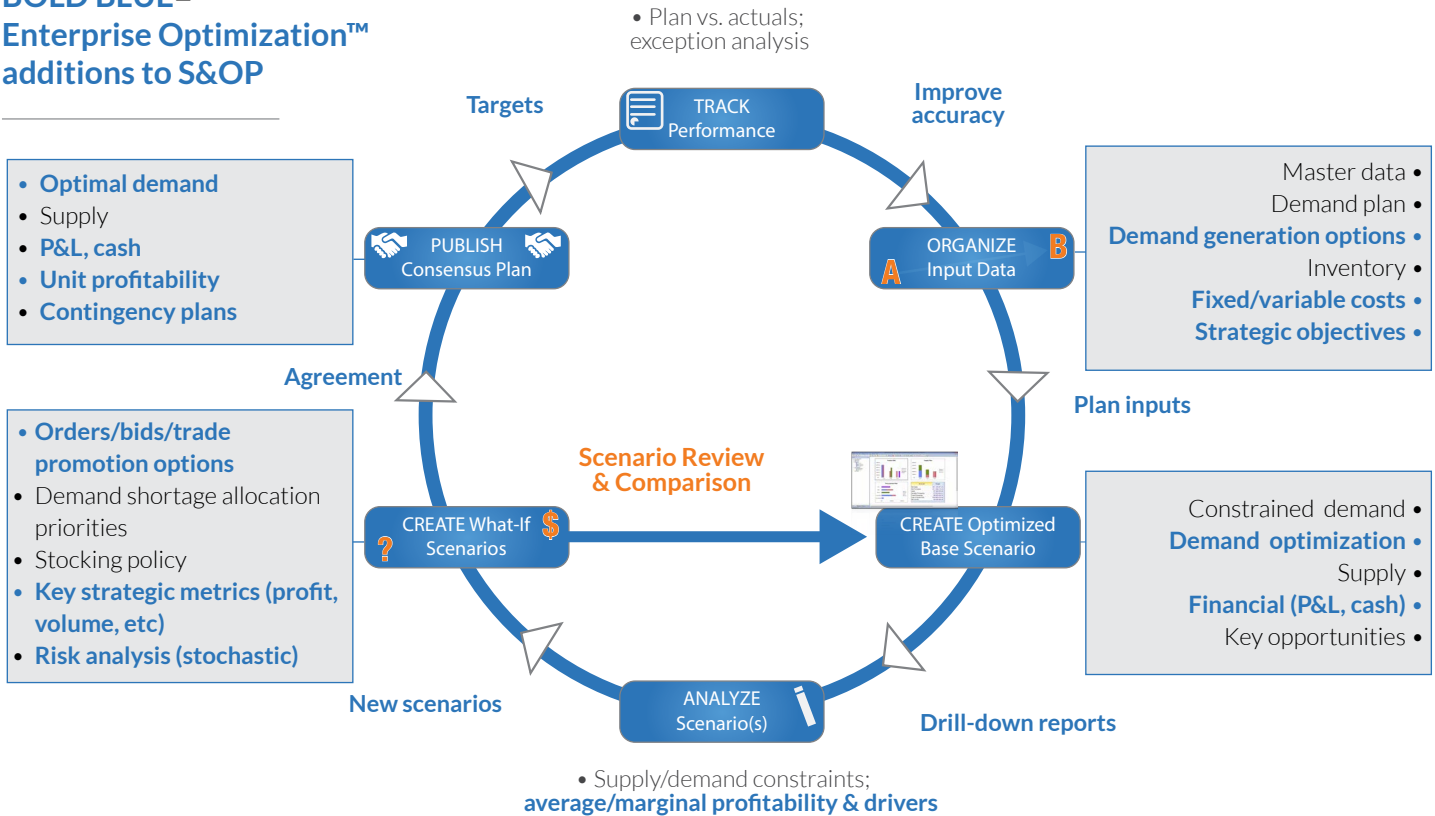 BOLD BLUE=
Enterprise Optimization™
additions to S&OP
• Plan vs. actuals;
exception analysis
Targets
TRACK
Performance
Improve
accuracy
• Optimal demand
• Supply
• P&L, cash
• Unit profitability
• Contingency plans
PUBLISH
Consensus Plan
ORGANIZE
Input Data
A
B
Master data •
Demand plan •
Demand generation options •
Inventory •
Fixed/variable costs •
Strategic objectives •
Agreement
Plan inputs
• Orders/bids/trade
promotion options
• Demand shortage allocation
priorities
• Stocking policy
• Key strategic metrics (profit,
volume, etc)
• Risk analysis (stochastic)
Scenario Review
& Comparison
CREATE What-If
Scenarios
?
$
CREATE Optimized
Base Scenario
Constrained demand •
Demand optimization •
Supply •
Financial (P&L, cash) •
Key opportunities •
New scenarios
ANALYZE
Scenario(s)
i
Drill-down reports
• Supply/demand constraints;
average/marginal profitability & drivers